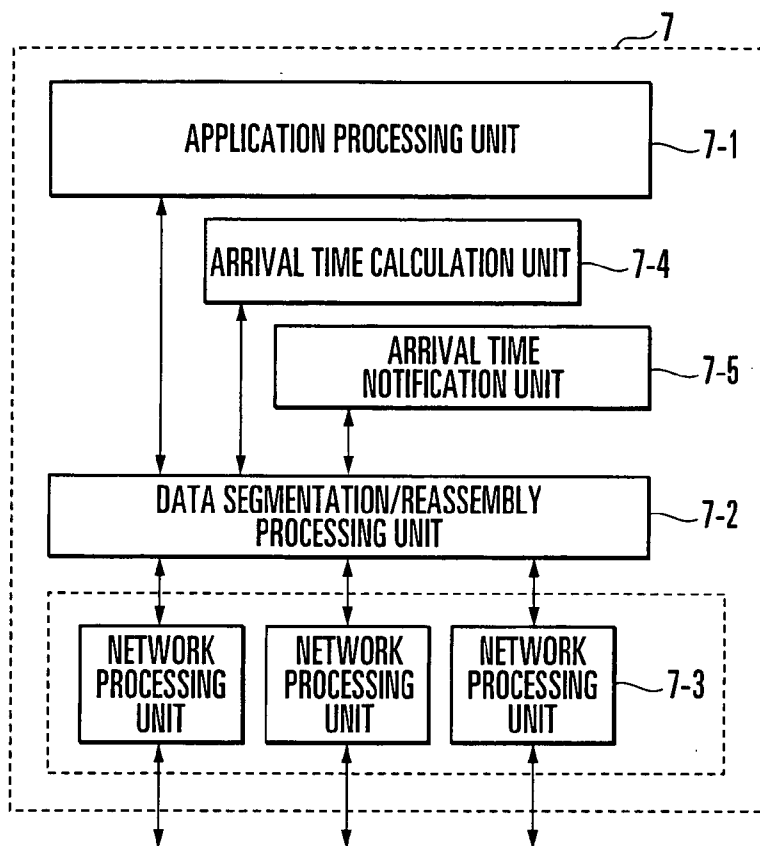 7
APPLICATION PROCESSING UNIT
7-1
ARRIVAL TIME CALCULATION UNIT
7-4
ARRIVAL TIME
NOTIFICATION UNIT
7-5
DATA SEGMENTATION/REASSEMBLY
PROCESSING UNIT
7-2
NETWORK
PROCESSING
UNIT
NETWORK
PROCESSING
UNIT
NETWORK
PROCESSING
UNIT
7-3